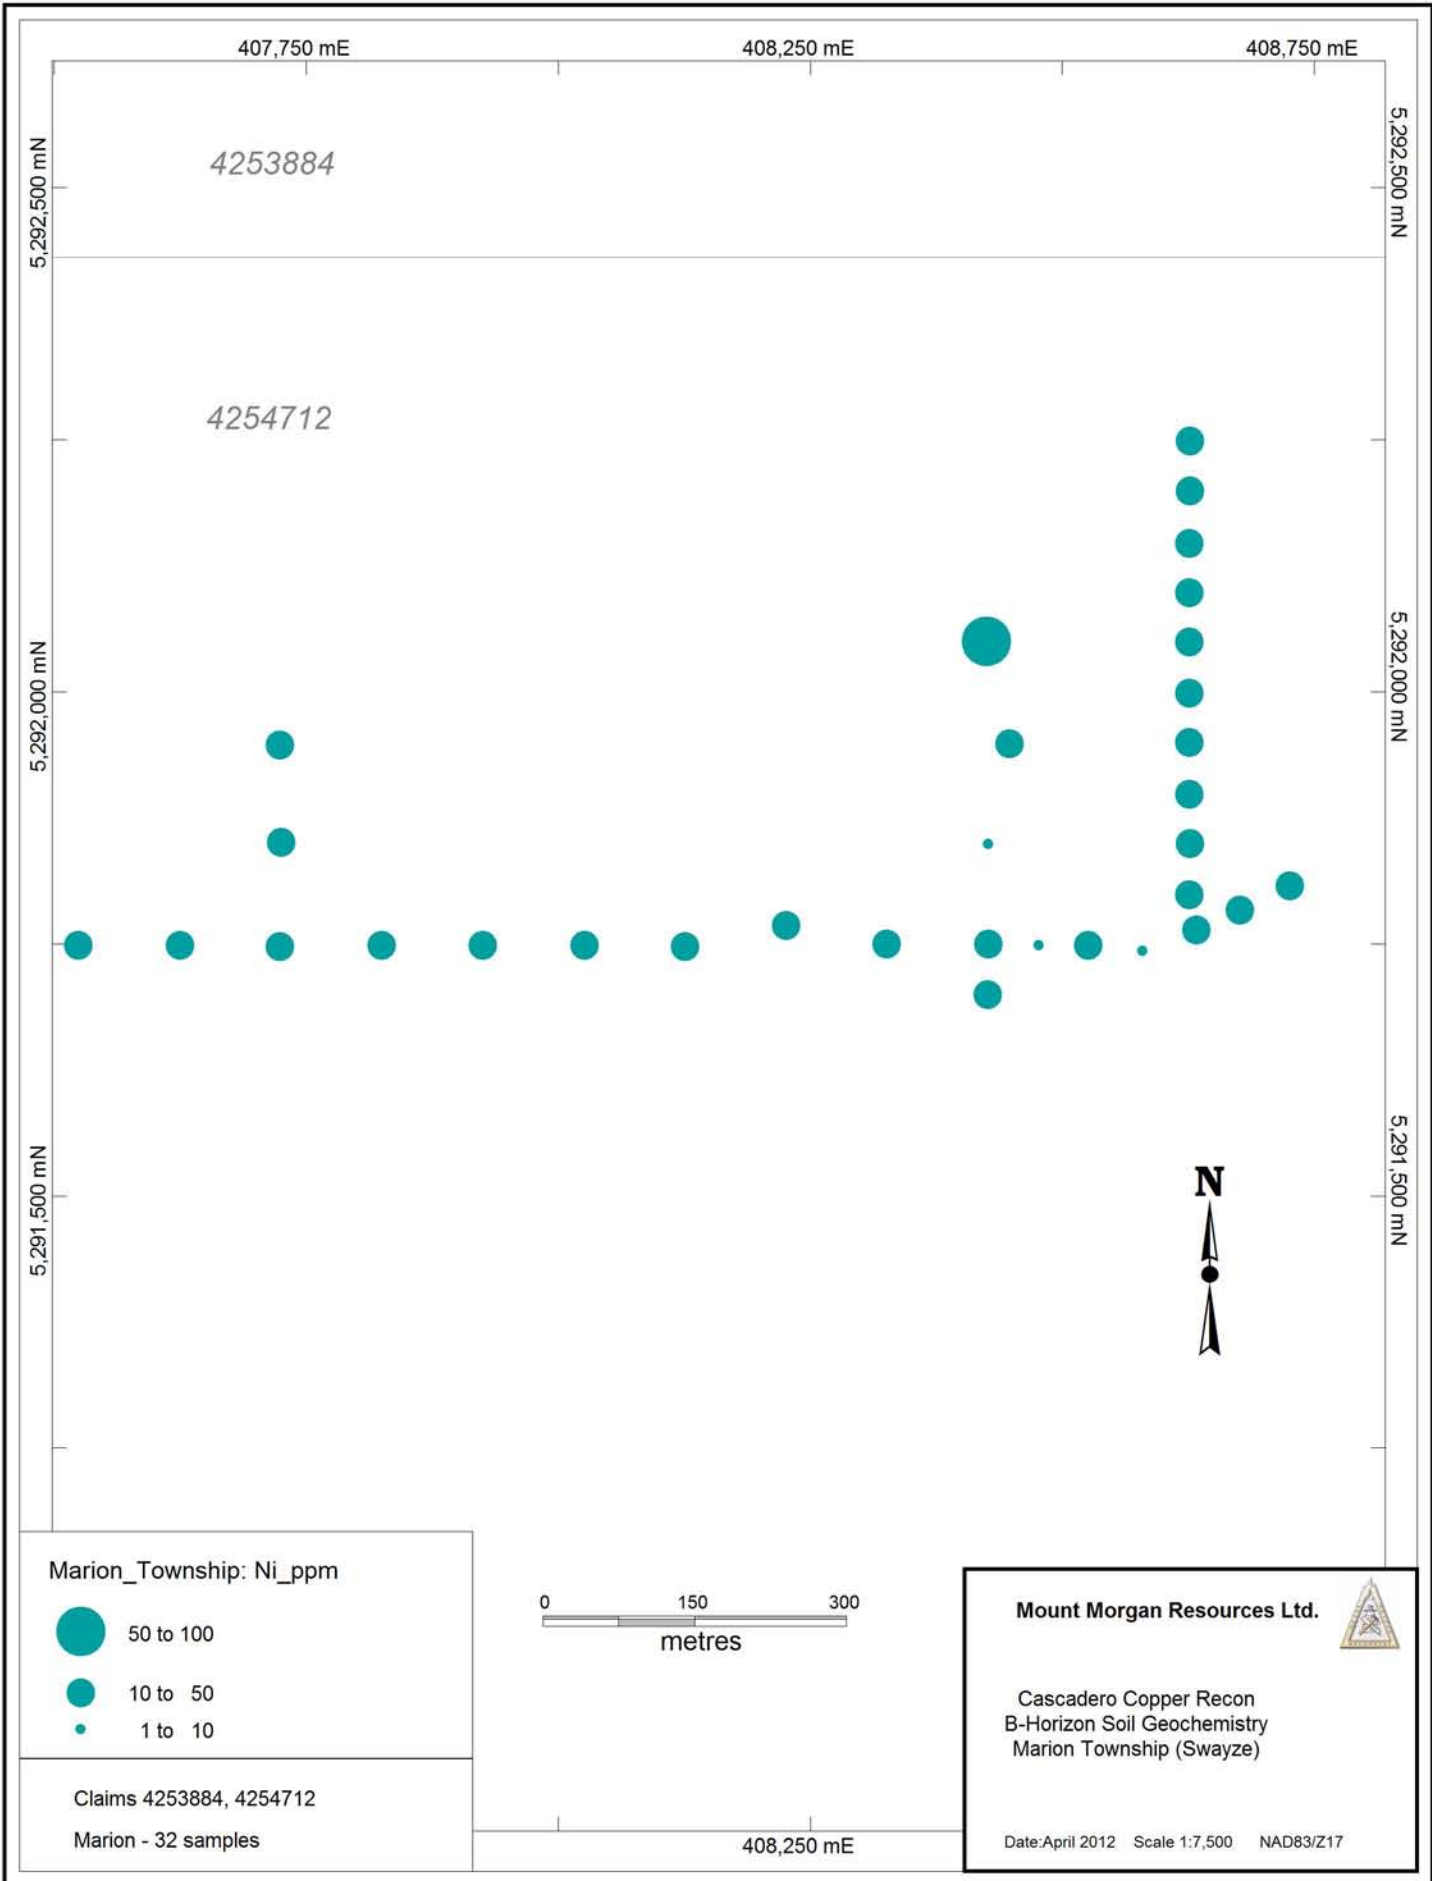 407,750 mE
408,250 mE
408,750 mE
5,292,500 mN
5,292,500 mN
4253884
4254712
5,292,000 mN
5,292,000 mN
5,291,500 mN
5,291,500 mN
N
Marion_Township: Ni_ppm
50 to 100
10 to 50
1 to 10
Claims 4253884, 4254712
Marion - 32 samples
0 150 300
metres
408,250 mE
Mount Morgan Resources Ltd.
Cascadero Copper Recon
B-Horizon Soil Geochemistry
Marion Township (Swayze)
Date:April 2012 Scale 1:7,500 NAD83/Z17